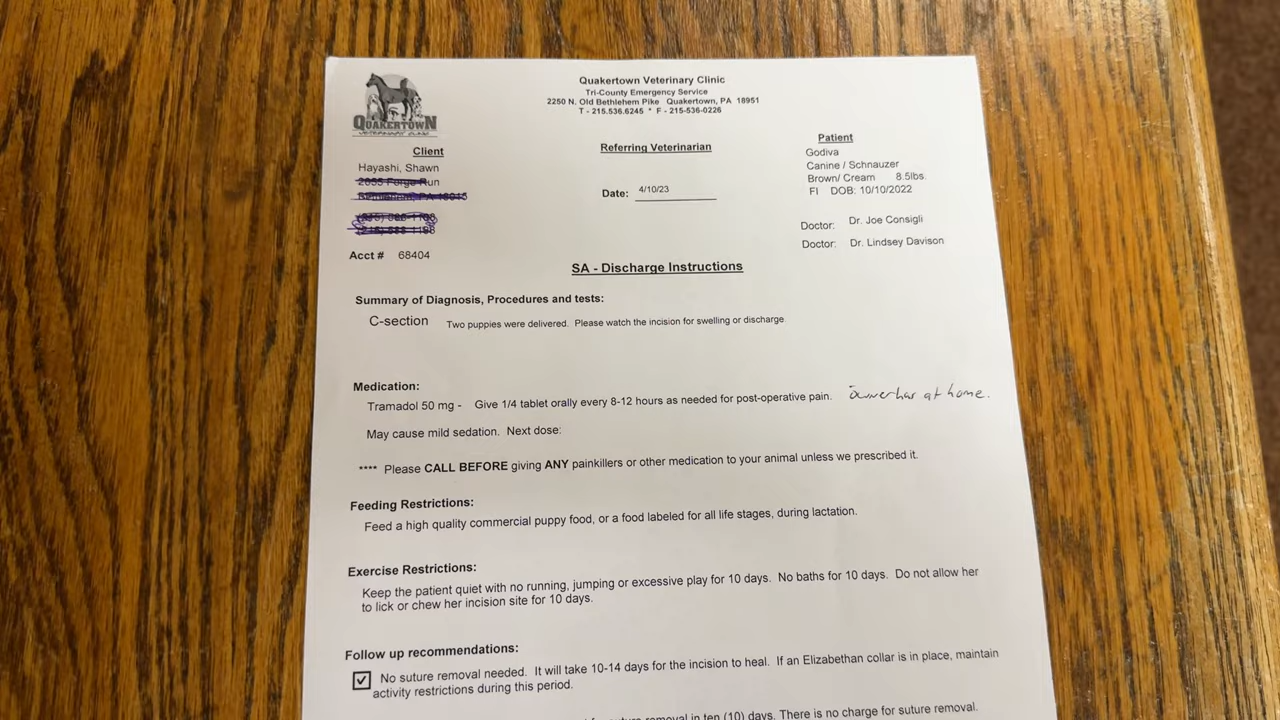 Quakertown Veterinary Clinic
Tri-County Emergency Service
2250 N. Old Bethlehem Pike Quakertown, PA 18951
T - 215.536.6245 * F - 215-536-0226
QUAKERTOWN
VETERINARY CLINIC
Client
Hayashi, Shawn
Acct # 68404
Referring Veterinarian
Date: 4/10/23
Patient
Godiva
Canine / Schnauzer
Brown/ Cream 8.5lbs.
FI DOB: 10/10/2022
Doctor: Dr. Joe Consigli
Doctor: Dr. Lindsey Davison
SA - Discharge Instructions
Summary of Diagnosis, Procedures and tests:
C-section Two puppies were delivered. Please watch the incision for swelling or discharge
Medication:
Tramadol 50 mg - Give 1/4 tablet orally every 8-12 hours as needed for post-operative pain. owner has at home.
May cause mild sedation. Next dose:
**** Please CALL BEFORE giving ANY painkillers or other medication to your animal unless we prescribed it.
Feeding Restrictions:
Feed a high quality commercial puppy food, or a food labeled for all life stages, during lactation.
Exercise Restrictions:
Keep the patient quiet with no running, jumping or excessive play for 10 days. No baths for 10 days. Do not allow her
to lick or chew her incision site for 10 days.
Follow up recommendations:
No suture removal needed. It will take 10-14 days for the incision to heal. If an Elizabethan collar is in place, maintain
activity restrictions during this period.
removal in ten (10) days. There is no charge for suture removal.